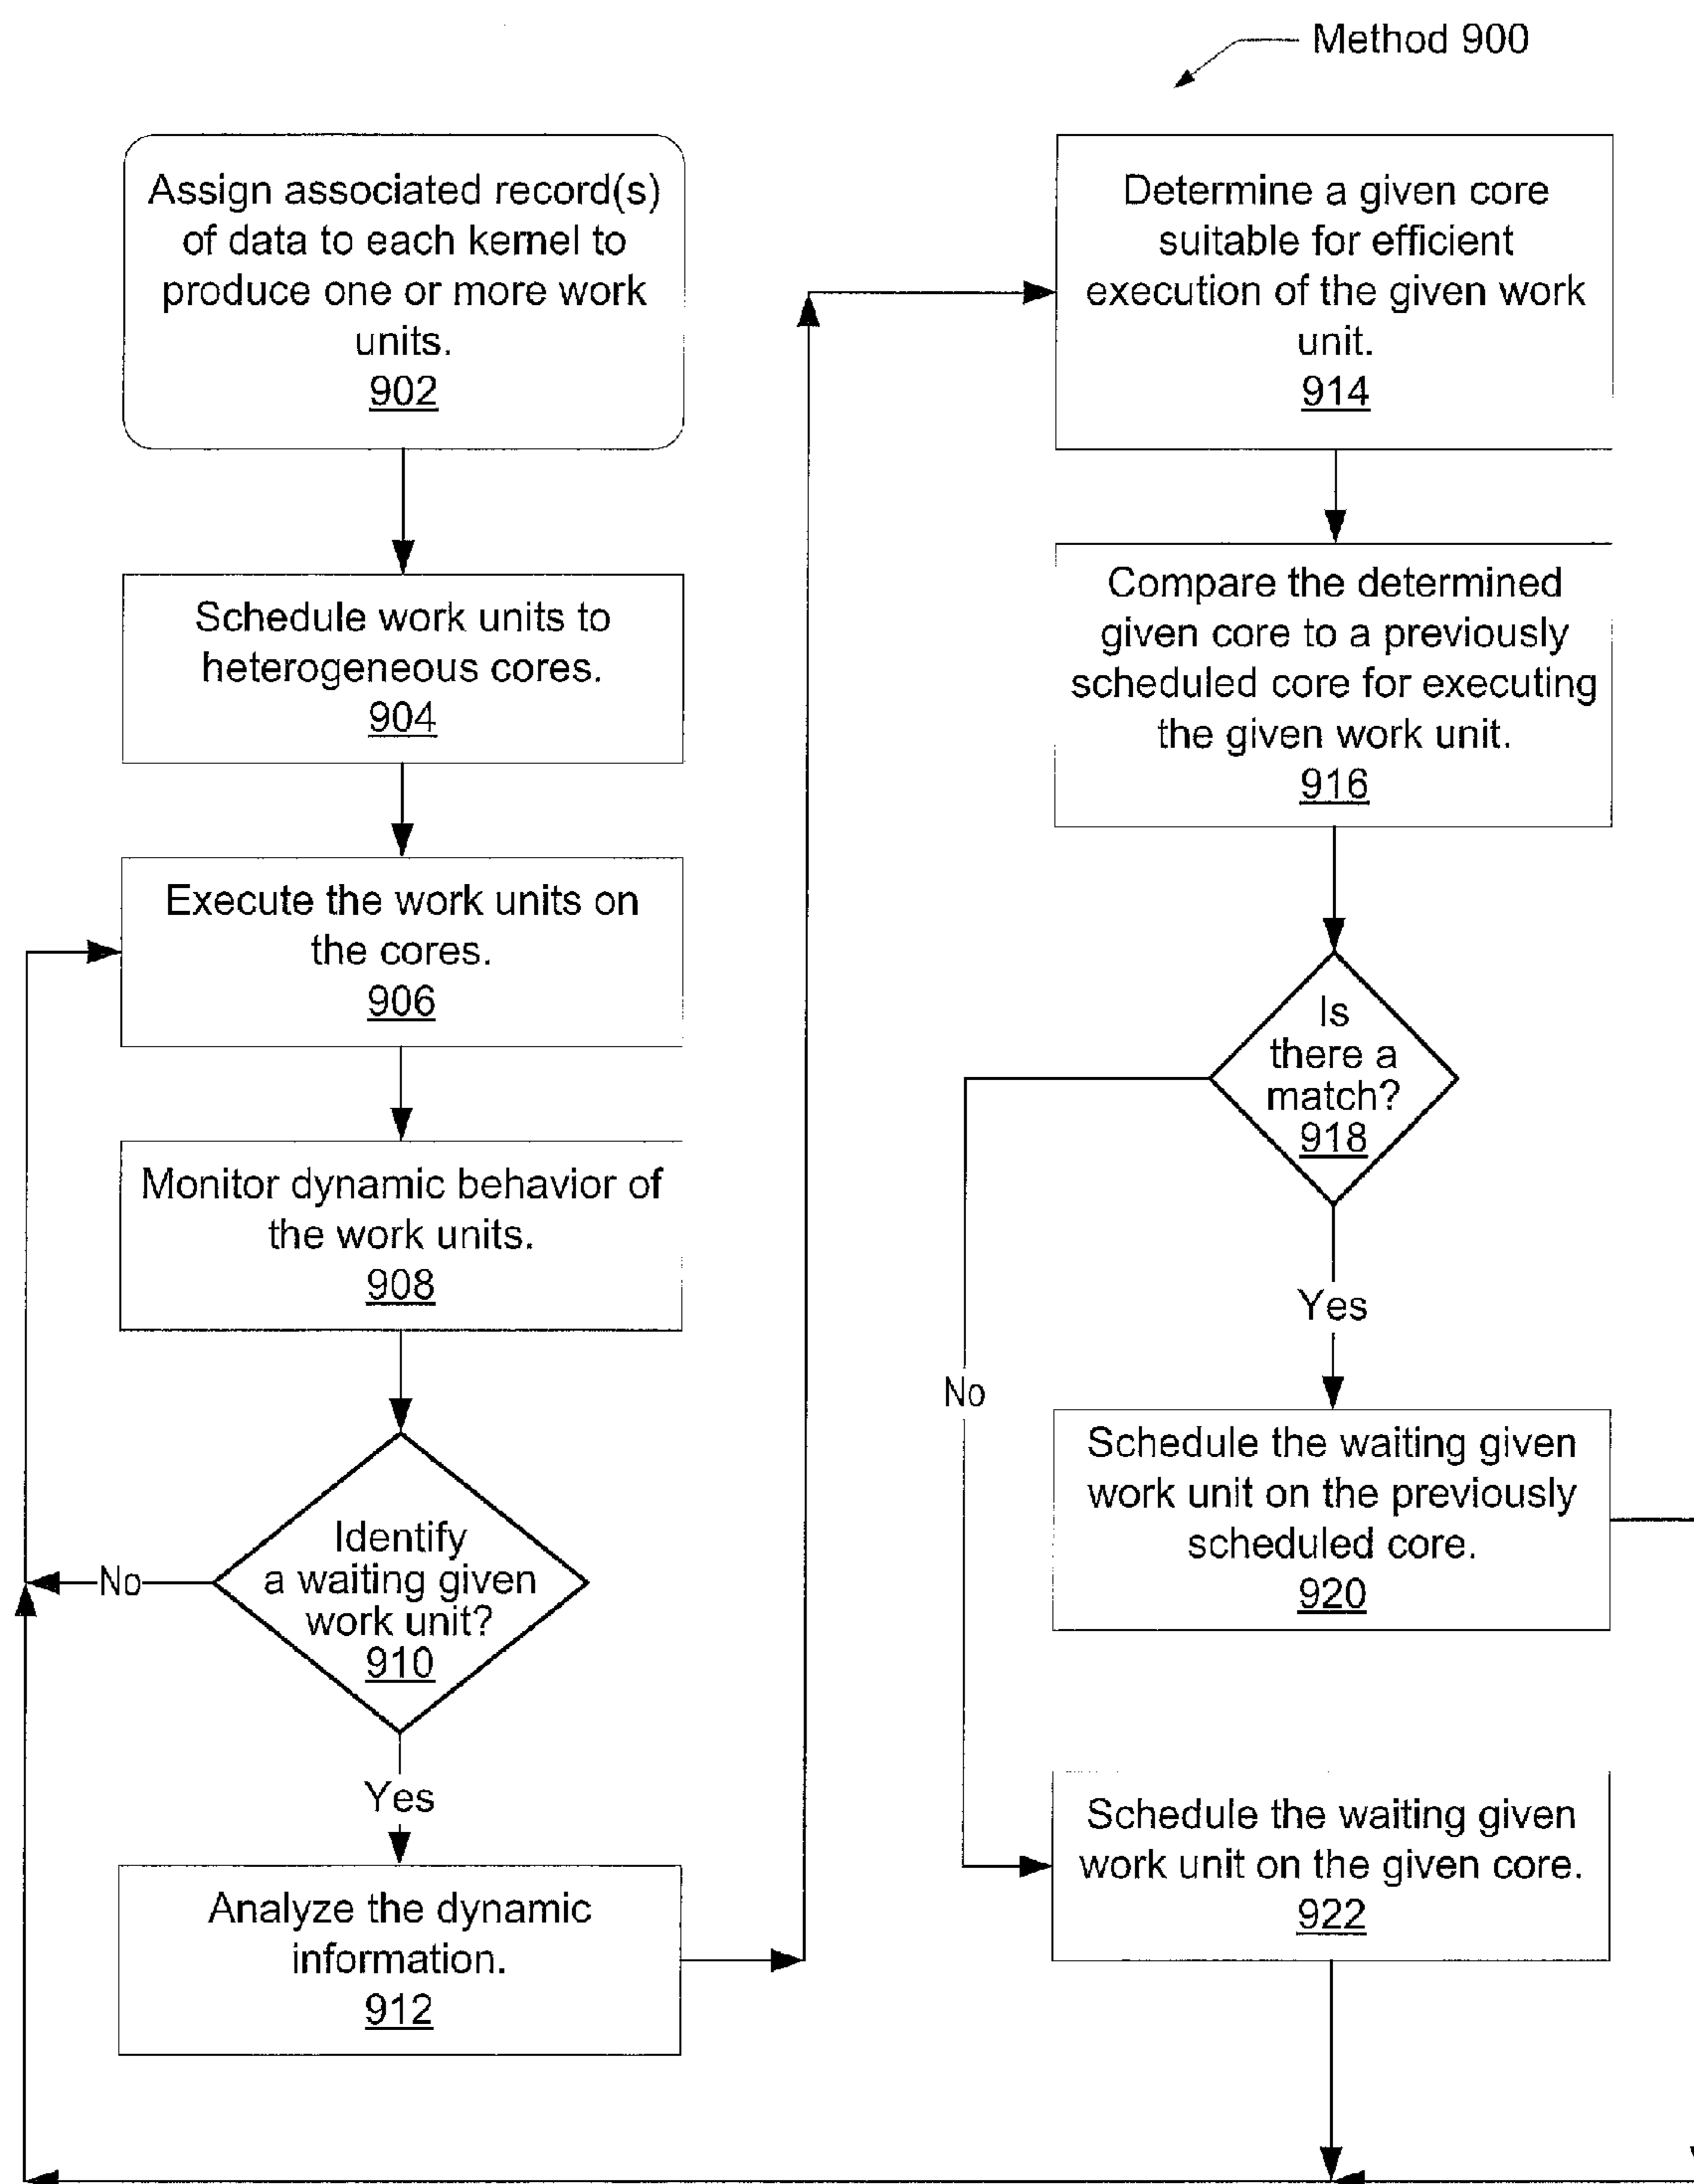 Method 900
Assign associated record(s)
of data to each kernel to
produce one or more work
units.
902
Schedule work units to
heterogeneous cores.
904
Execute the work units on
the cores.
906
Monitor dynamic behavior of
the work units.
908
Identify
a waiting given
work unit?
910
No
Yes
Analyze the dynamic
information.
912
Determine a given core
suitable for efficient
execution of the given work
unit.
914
Compare the determined
given core to a previously
scheduled core for executing
the given work unit.
916
Is
there a
match?
918
Yes
No
Schedule the waiting given
work unit on the previously
scheduled core.
920
Schedule the waiting given
work unit on the given core.
922